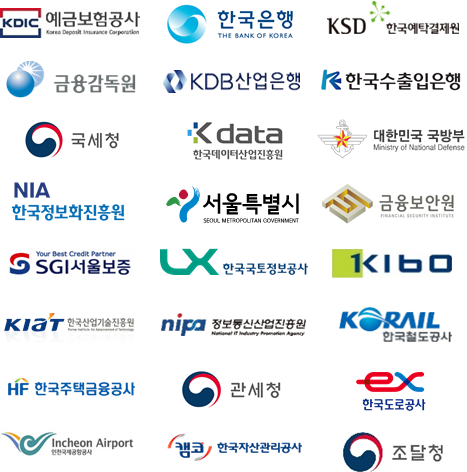 KDIC 예금보험공사
Korea Deposit Insurance Corporation
한국은행
THE BANK OF KOREA
KSD 한국예탁결제원
금융감독원
KDB산업은행
한국수출입은행
국세청
K data
한국데이터산업진흥원
대한민국 국방부
Ministry of National Defense
NIA
한국정보화진흥원
서울특별시
SEOUL METROPOLITAN GOVERNMENT
금융보안원
FINANCIAL SECURITY INSTITUTE
Your Best Credit Partner
SGI서울보증
LX 한국국토정보공사
KIBO
KIAT 한국산업기술진흥원
Korea Institute for Advancement of Technology
nipa 정보통신산업진흥원
National IT Industry Promotion Agency
KORAIL
한국철도공사
HF 한국주택금융공사
관세청
ex
한국도로공사
Incheon Airport
인천국제공항공사
캠코 한국자산관리공사
조달청